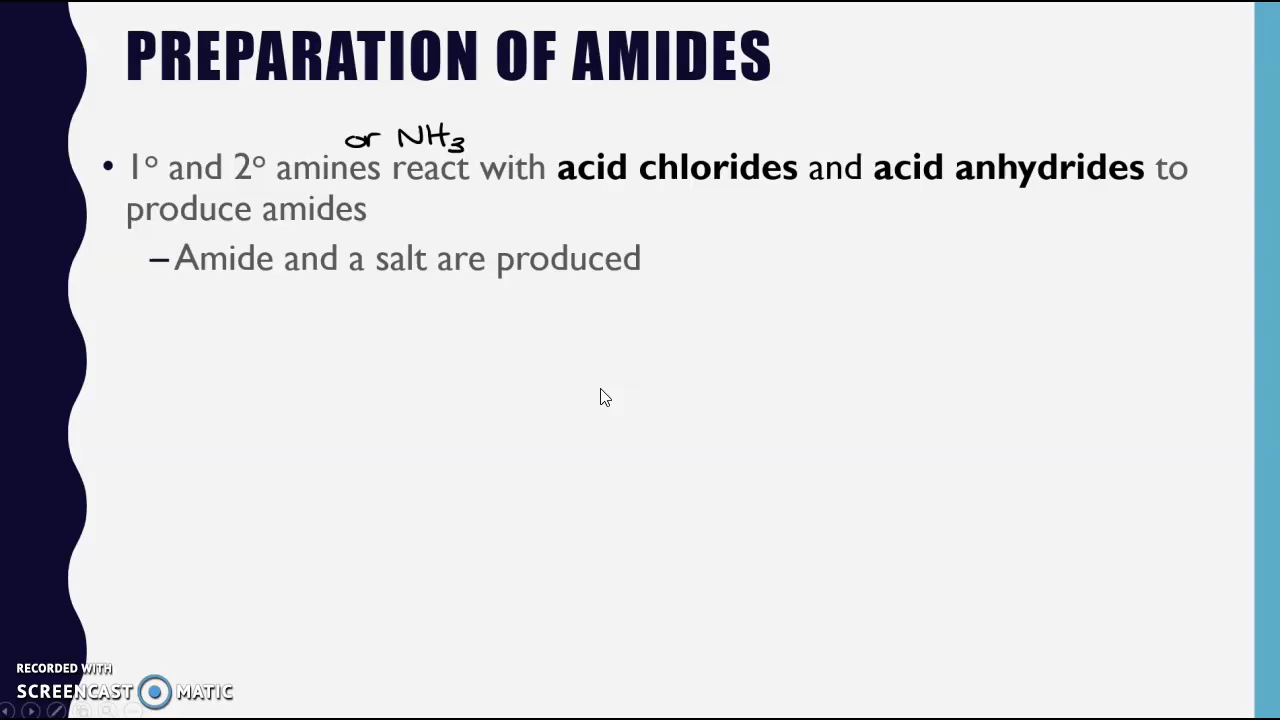 PREPARATION OF AMIDES
or NH₃
• 1º and 2º amines react with acid chlorides and acid anhydrides to
produce amides
– Amide and a salt are produced
RECORDED WITH
SCREENCAST MATIC